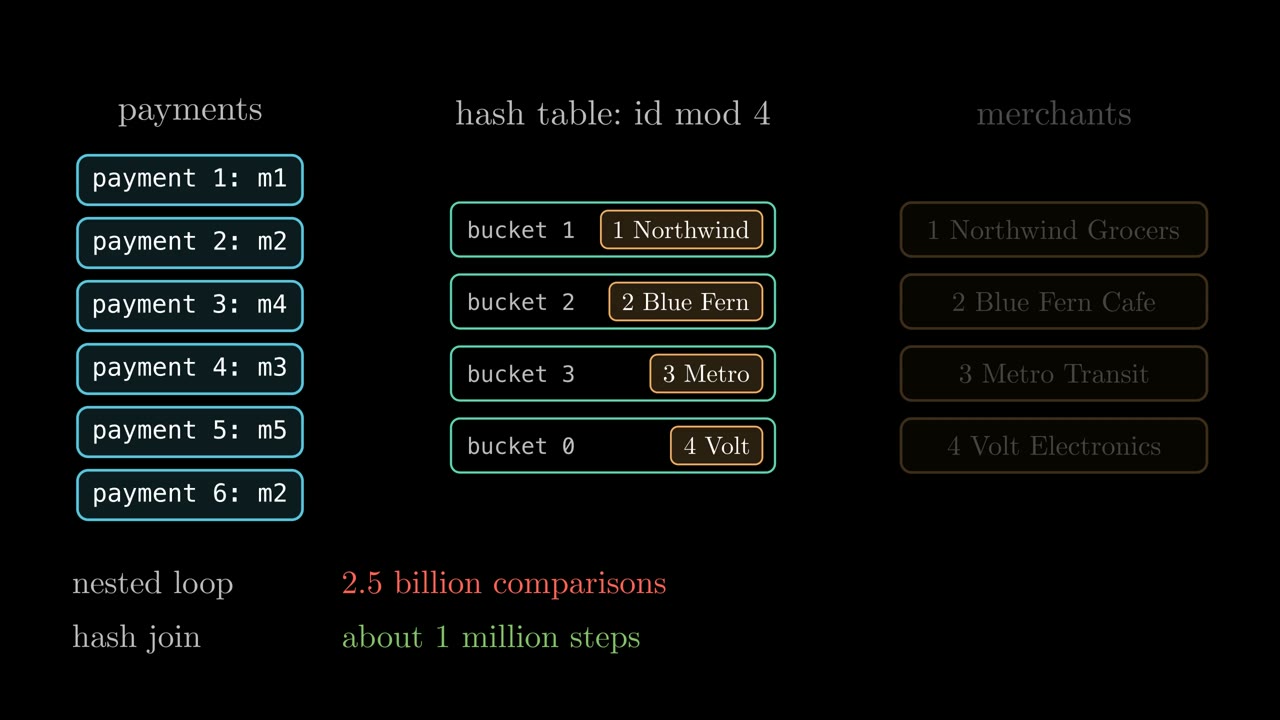 payments
payment 1: m1
payment 2: m2
payment 3: m4
payment 4: m3
payment 5: m5
payment 6: m2
hash table: id mod 4
bucket 1 1 Northwind
bucket 2 2 Blue Fern
bucket 3 3 Metro
bucket 0 4 Volt
merchants
1 Northwind Grocers
2 Blue Fern Cafe
3 Metro Transit
4 Volt Electronics
nested loop 2.5 billion comparisons
hash join about 1 million steps